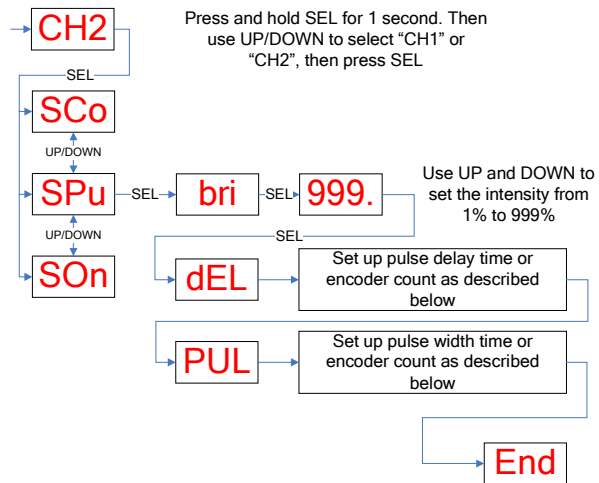 CH2
Press and hold SEL for 1 second. Then
use UP/DOWN to select “CH1” or
“CH2”, then press SEL
SEL
SCo
UP/DOWN
SPu
SEL
bri
SEL
999.
Use UP and DOWN to
set the intensity from
1% to 999%
UP/DOWN
SEL
SOn
dEL
Set up pulse delay time or
encoder count as described
below
PUL
Set up pulse width time or
encoder count as described
below
End